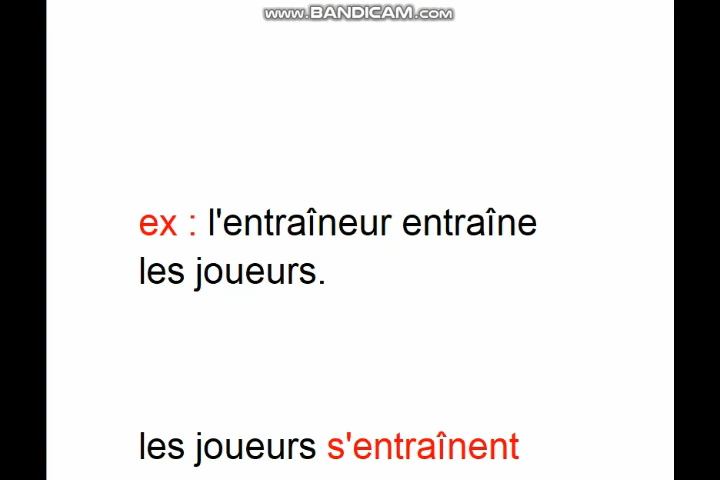 www.BANDICAM.com
ex : l'entraîneur entraîne
les joueurs.
les joueurs s'entraînent